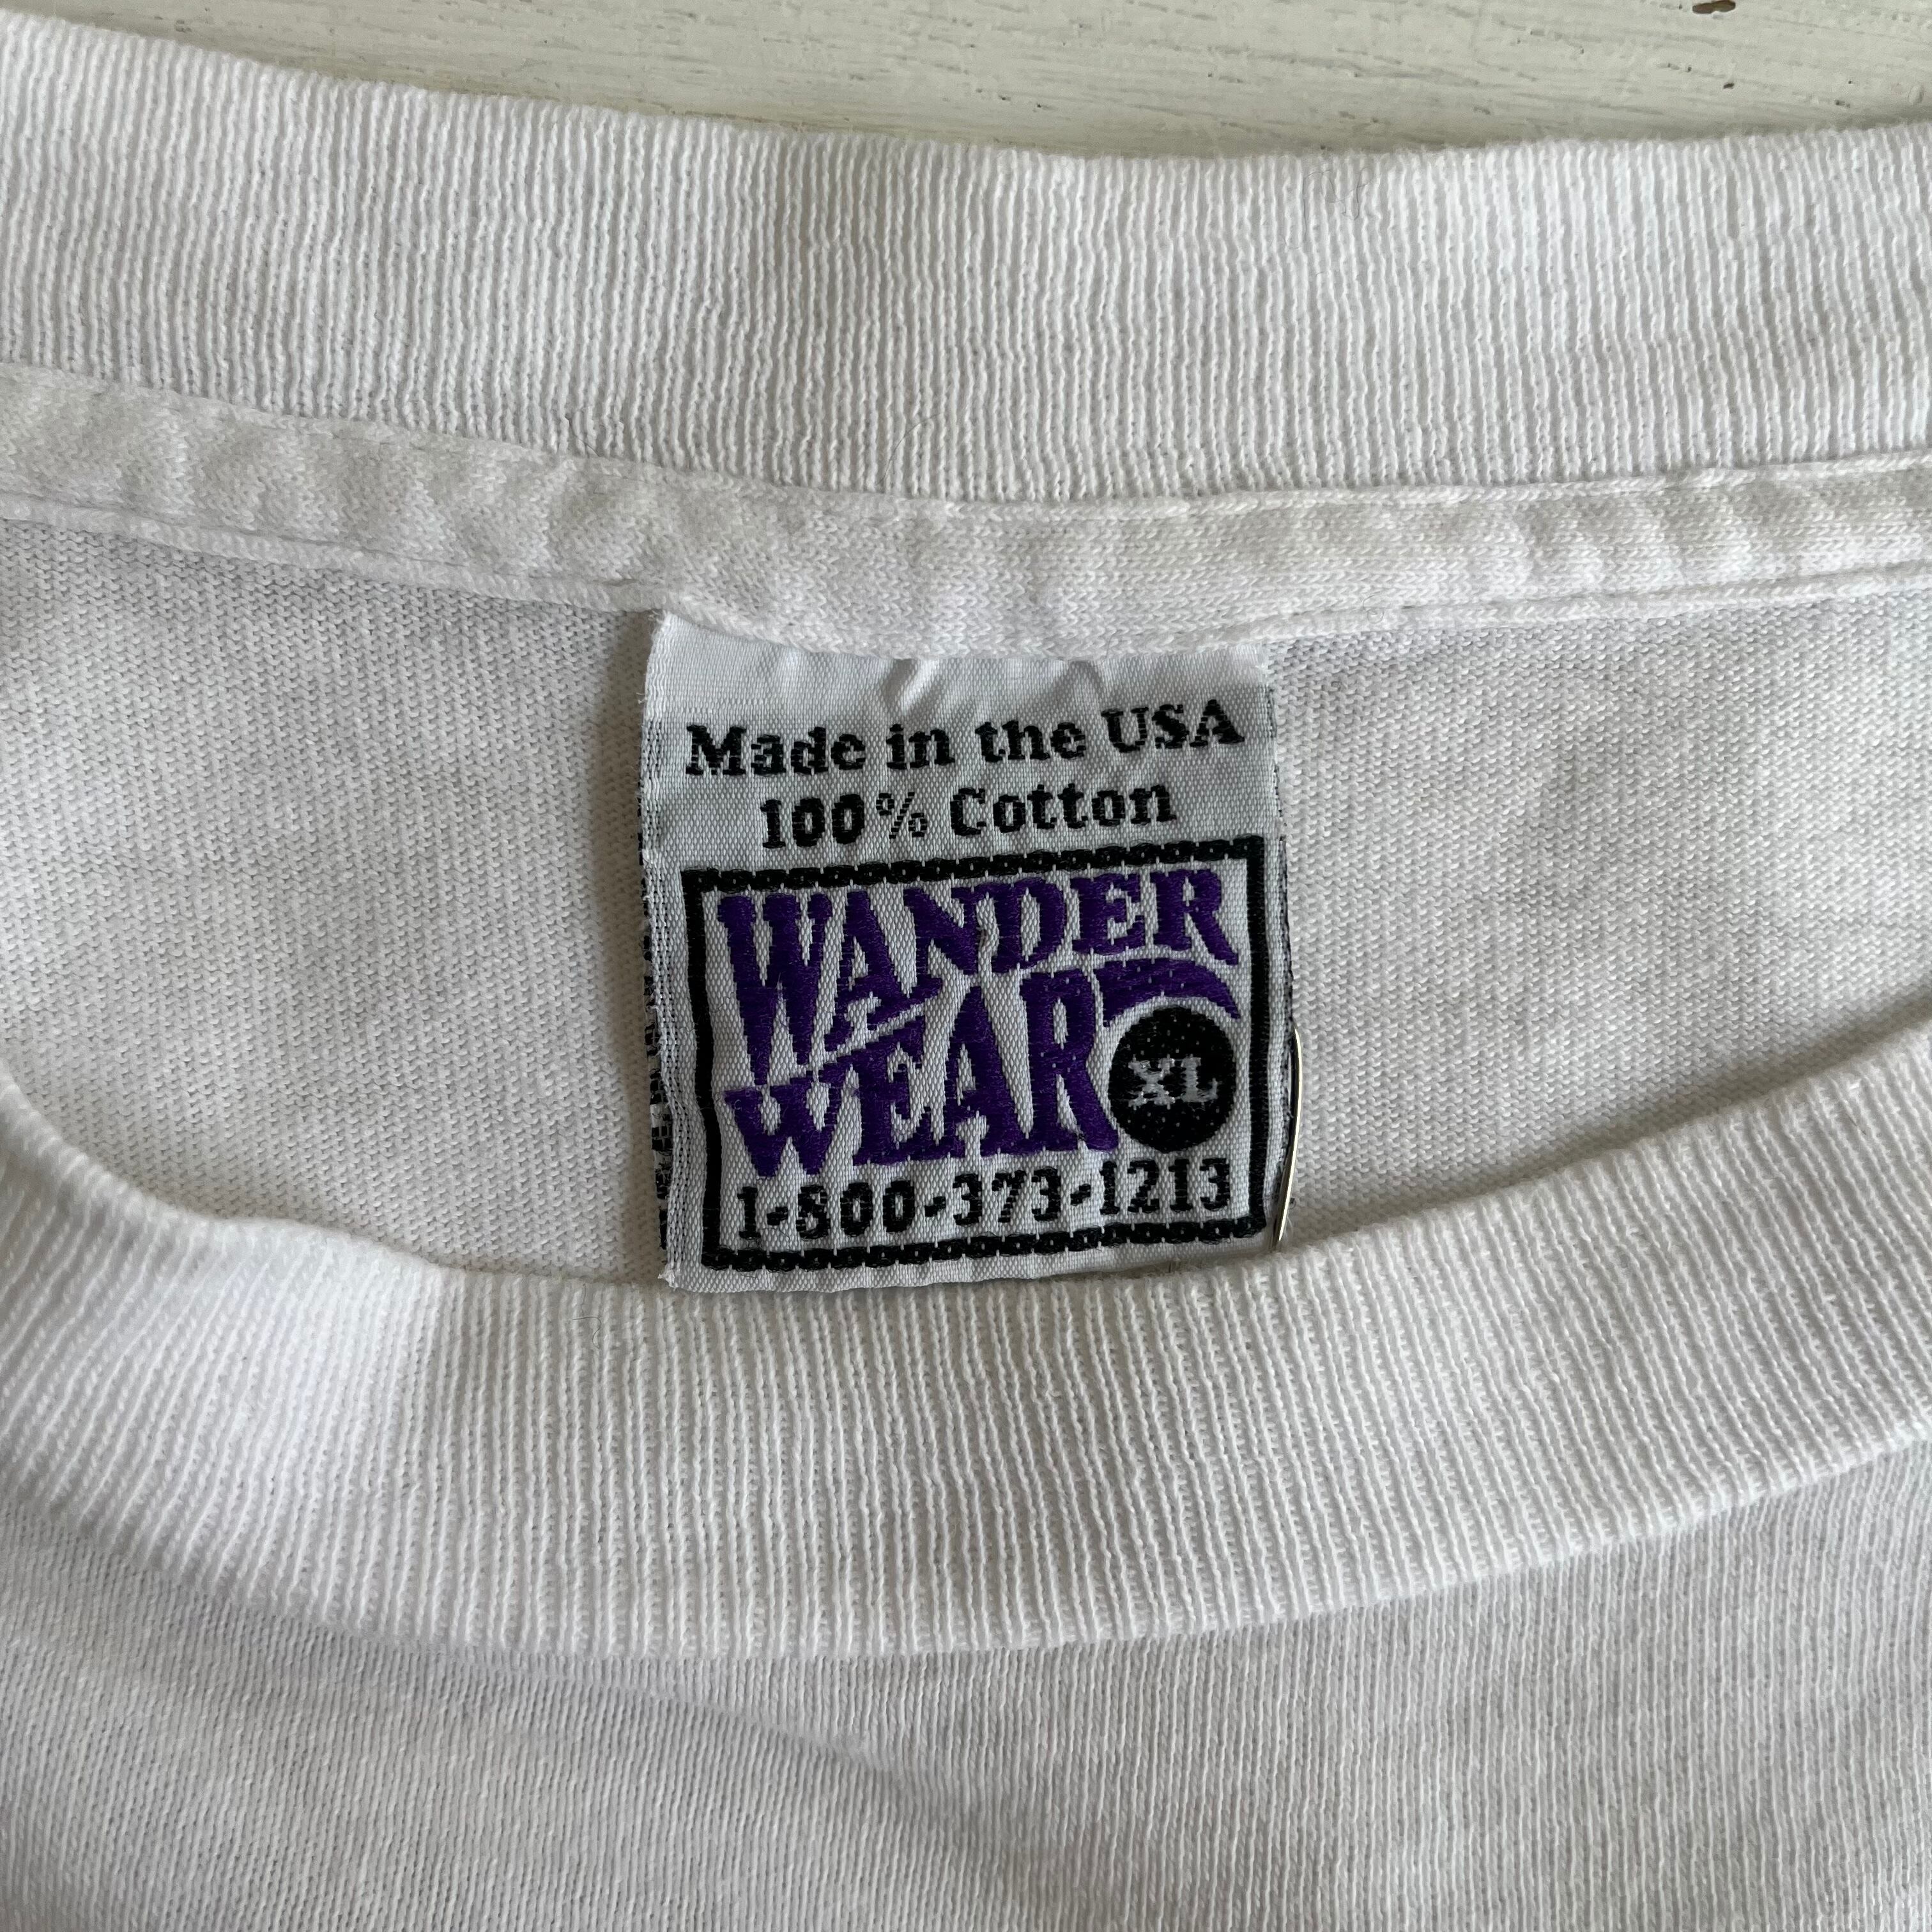 Made in the USA
100% Cotton
WANDER
WEAR
XL
1-800-373-1213